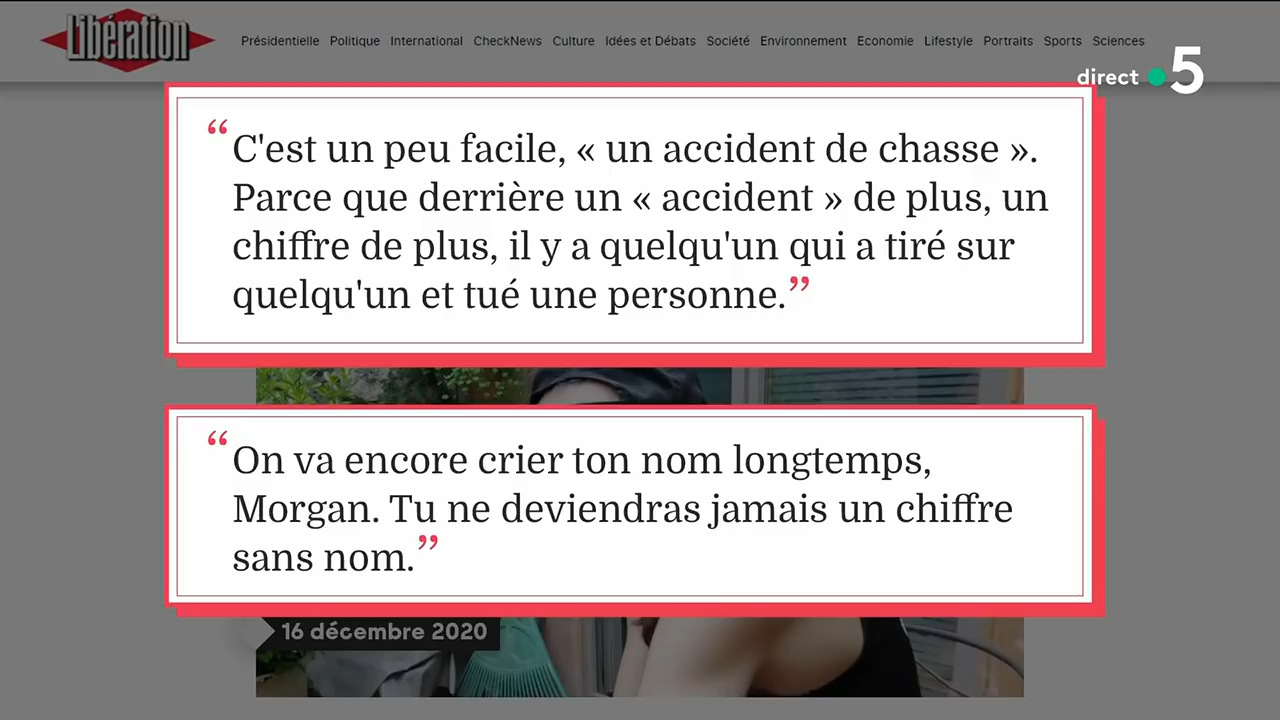 Libération
Présidentielle Politique International CheckNews Culture Idées et Débats Société Environnement Economie Lifestyle Portraits Sports Sciences
direct 5
“C'est un peu facile, « un accident de chasse ».
Parce que derrière un « accident » de plus, un
chiffre de plus, il y a quelqu'un qui a tiré sur
quelqu'un et tué une personne.”
“On va encore crier ton nom longtemps,
Morgan. Tu ne deviendras jamais un chiffre
sans nom.”
16 décembre 2020